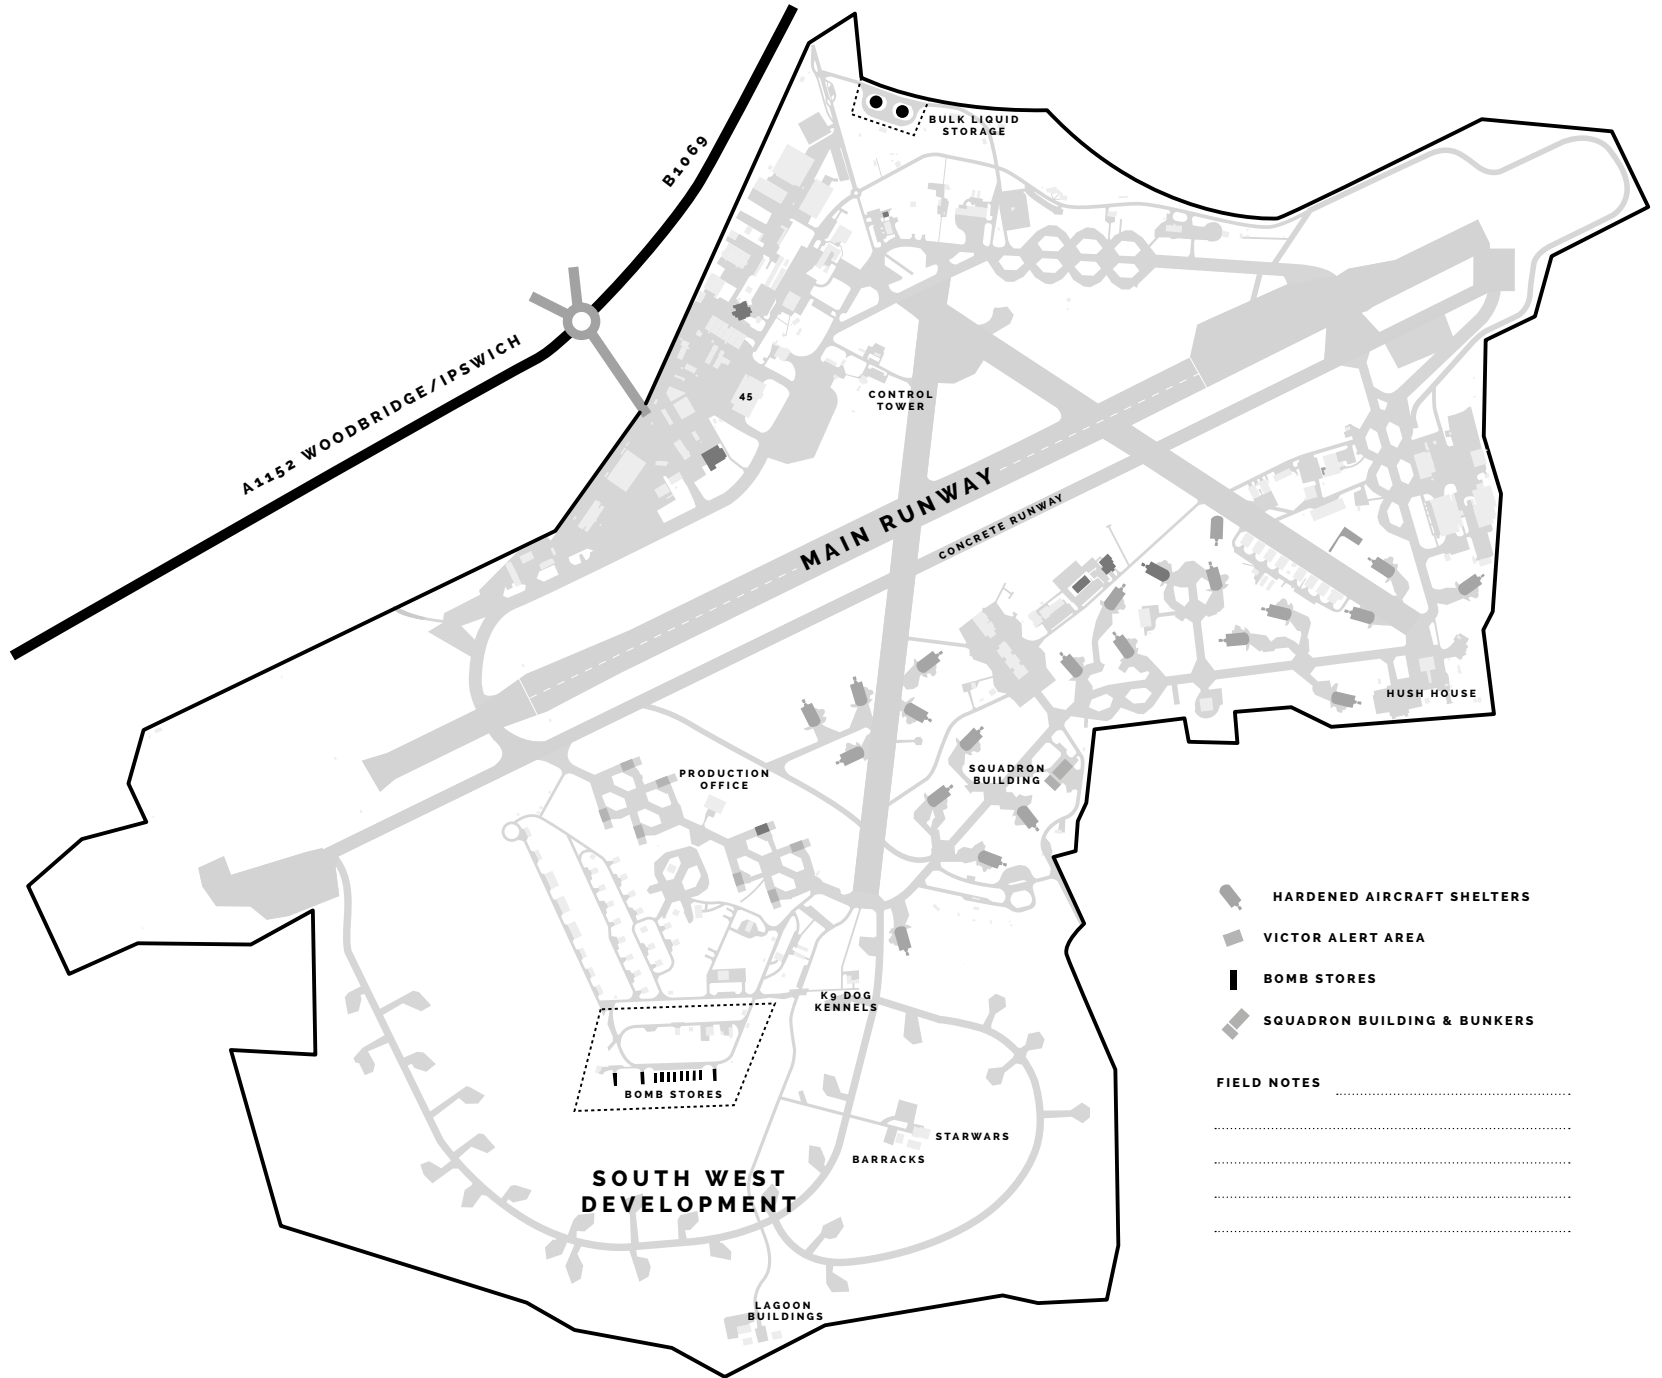 B1069
BULK LIQUID
STORAGE
A1152 WOODBRIDGE/IPSWICH
45
CONTROL
TOWER
MAIN RUNWAY
CONCRETE RUNWAY
HUSH HOUSE
PRODUCTION
OFFICE
SQUADRON
BUILDING
HARDENED AIRCRAFT SHELTERS
VICTOR ALERT AREA
BOMB STORES
SQUADRON BUILDING & BUNKERS
K9 DOG
KENNELS
FIELD NOTES
BOMB STORES
STARWARS
BARRACKS
SOUTH WEST
DEVELOPMENT
LAGOON
BUILDINGS